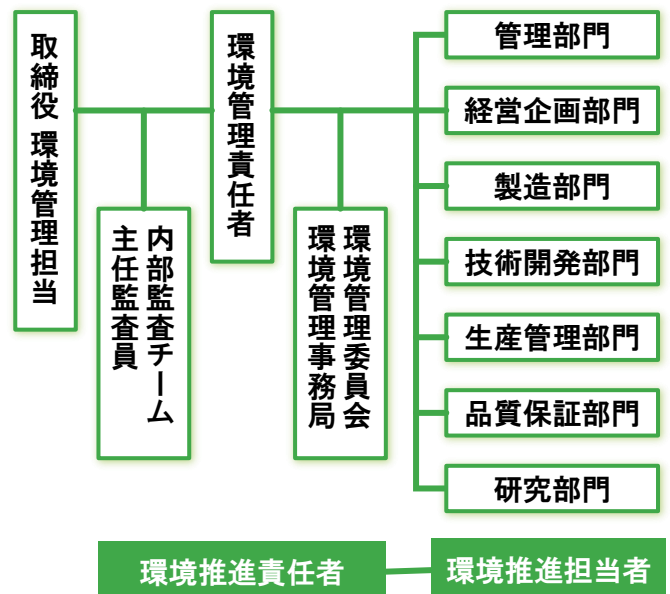 取締役 環境管理担当
内部監査チーム
主任監査員
環境管理責任者
環境管理委員会
環境管理事務局
管理部門
経営企画部門
製造部門
技術開発部門
生産管理部門
品質保証部門
研究部門
環境推進責任者
環境推進担当者